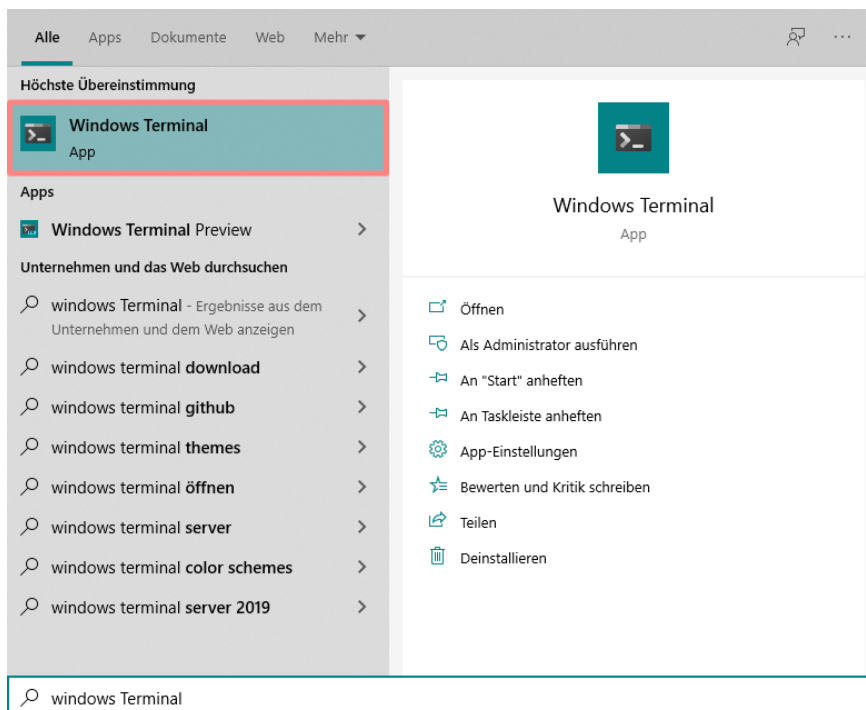 Alle Apps Dokumente Web Mehr
Höchste Übereinstimmung
Windows Terminal
App
Apps
Windows Terminal Preview
Unternehmen und das Web durchsuchen
windows Terminal - Ergebnisse aus dem
Unternehmen und dem Web anzeigen
windows terminal download
windows terminal github
windows terminal themes
windows terminal öffnen
windows terminal server
windows terminal color schemes
windows terminal server 2019
Windows Terminal
App
Öffnen
Als Administrator ausführen
An "Start" anheften
An Taskleiste anheften
App-Einstellungen
Bewerten und Kritik schreiben
Teilen
Deinstallieren
windows Terminal